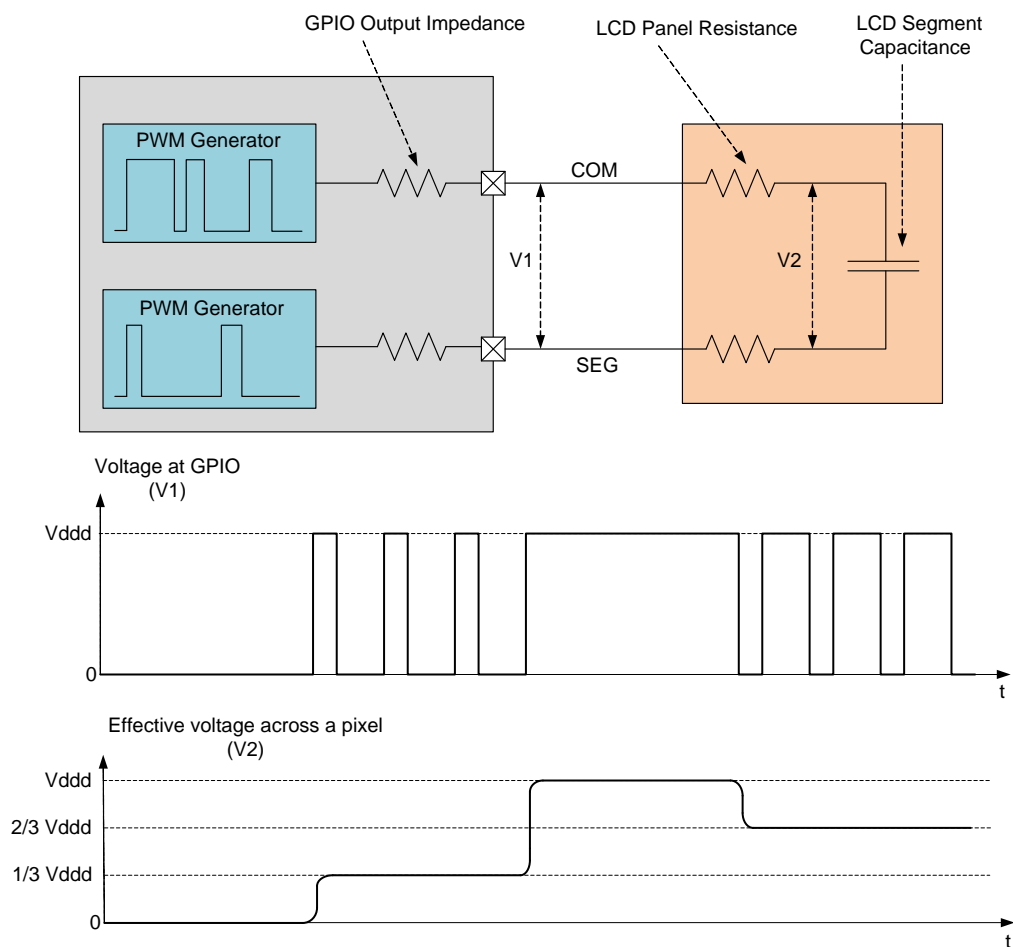 GPIO Output Impedance
LCD Panel Resistance
LCD Segment
Capacitance
PWM Generator
COM
V1
V2
PWM Generator
SEG
Voltage at GPIO
(V1)
Vddd
0
t
Effective voltage across a pixel
(V2)
Vddd
2/3 Vddd
1/3 Vddd
0
t